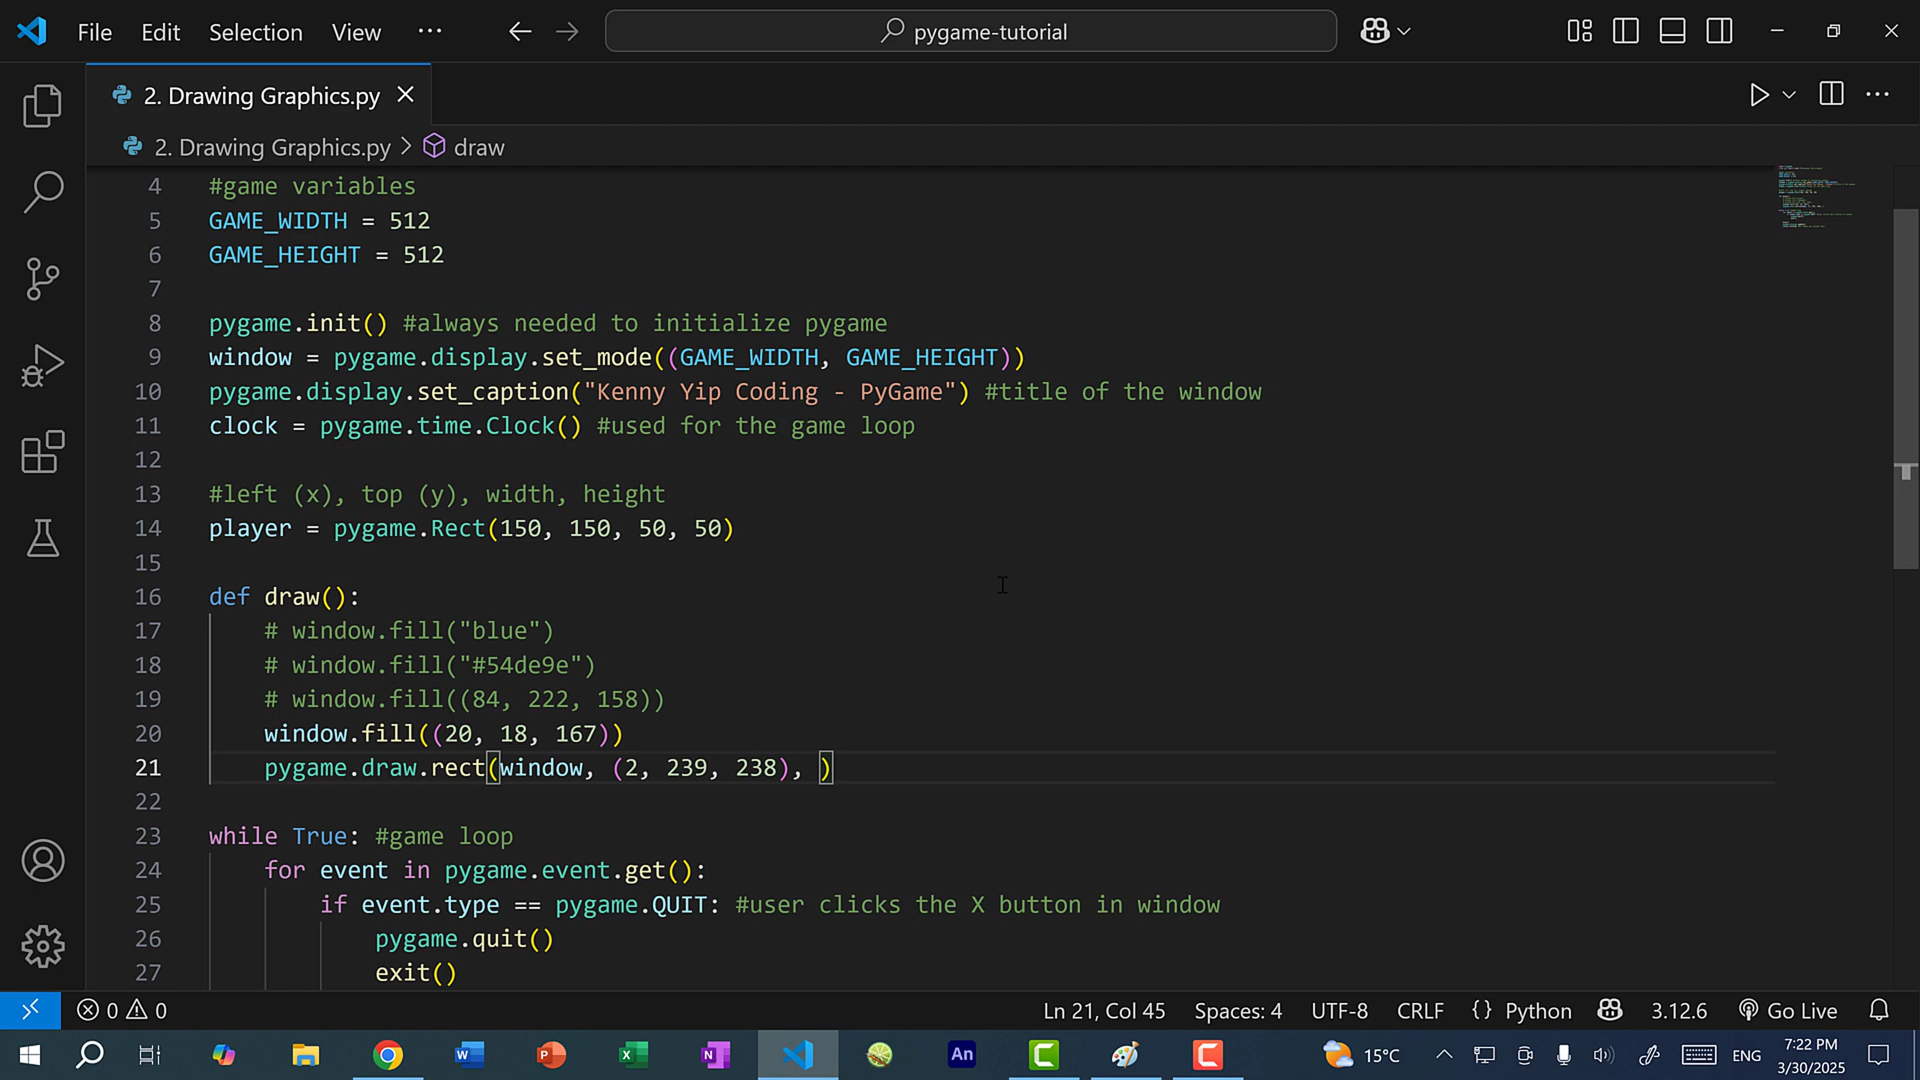 File Edit Selection View ··· pygame-tutorial
2. Drawing Graphics.py
2. Drawing Graphics.py > draw
4 #game variables
5 GAME_WIDTH = 512
6 GAME_HEIGHT = 512
7
8 pygame.init() #always needed to initialize pygame
9 window = pygame.display.set_mode((GAME_WIDTH, GAME_HEIGHT))
10 pygame.display.set_caption("Kenny Yip Coding - PyGame") #title of the window
11 clock = pygame.time.Clock() #used for the game loop
12
13 #left (x), top (y), width, height
14 player = pygame.Rect(150, 150, 50, 50)
15
16 def draw():
17 # window.fill("blue")
18 # window.fill("#54de9e")
19 # window.fill((84, 222, 158))
20 window.fill((20, 18, 167))
21 pygame.draw.rect(window, (2, 239, 238), )
22
23 while True: #game loop
24 for event in pygame.event.get():
25 if event.type == pygame.QUIT: #user clicks the X button in window
26 pygame.quit()
27 exit()
0 0 Ln 21, Col 45 Spaces: 4 UTF-8 CRLF {} Python 3.12.6 Go Live
W P X N An 15°C ENG 7:22 PM
3/30/2025